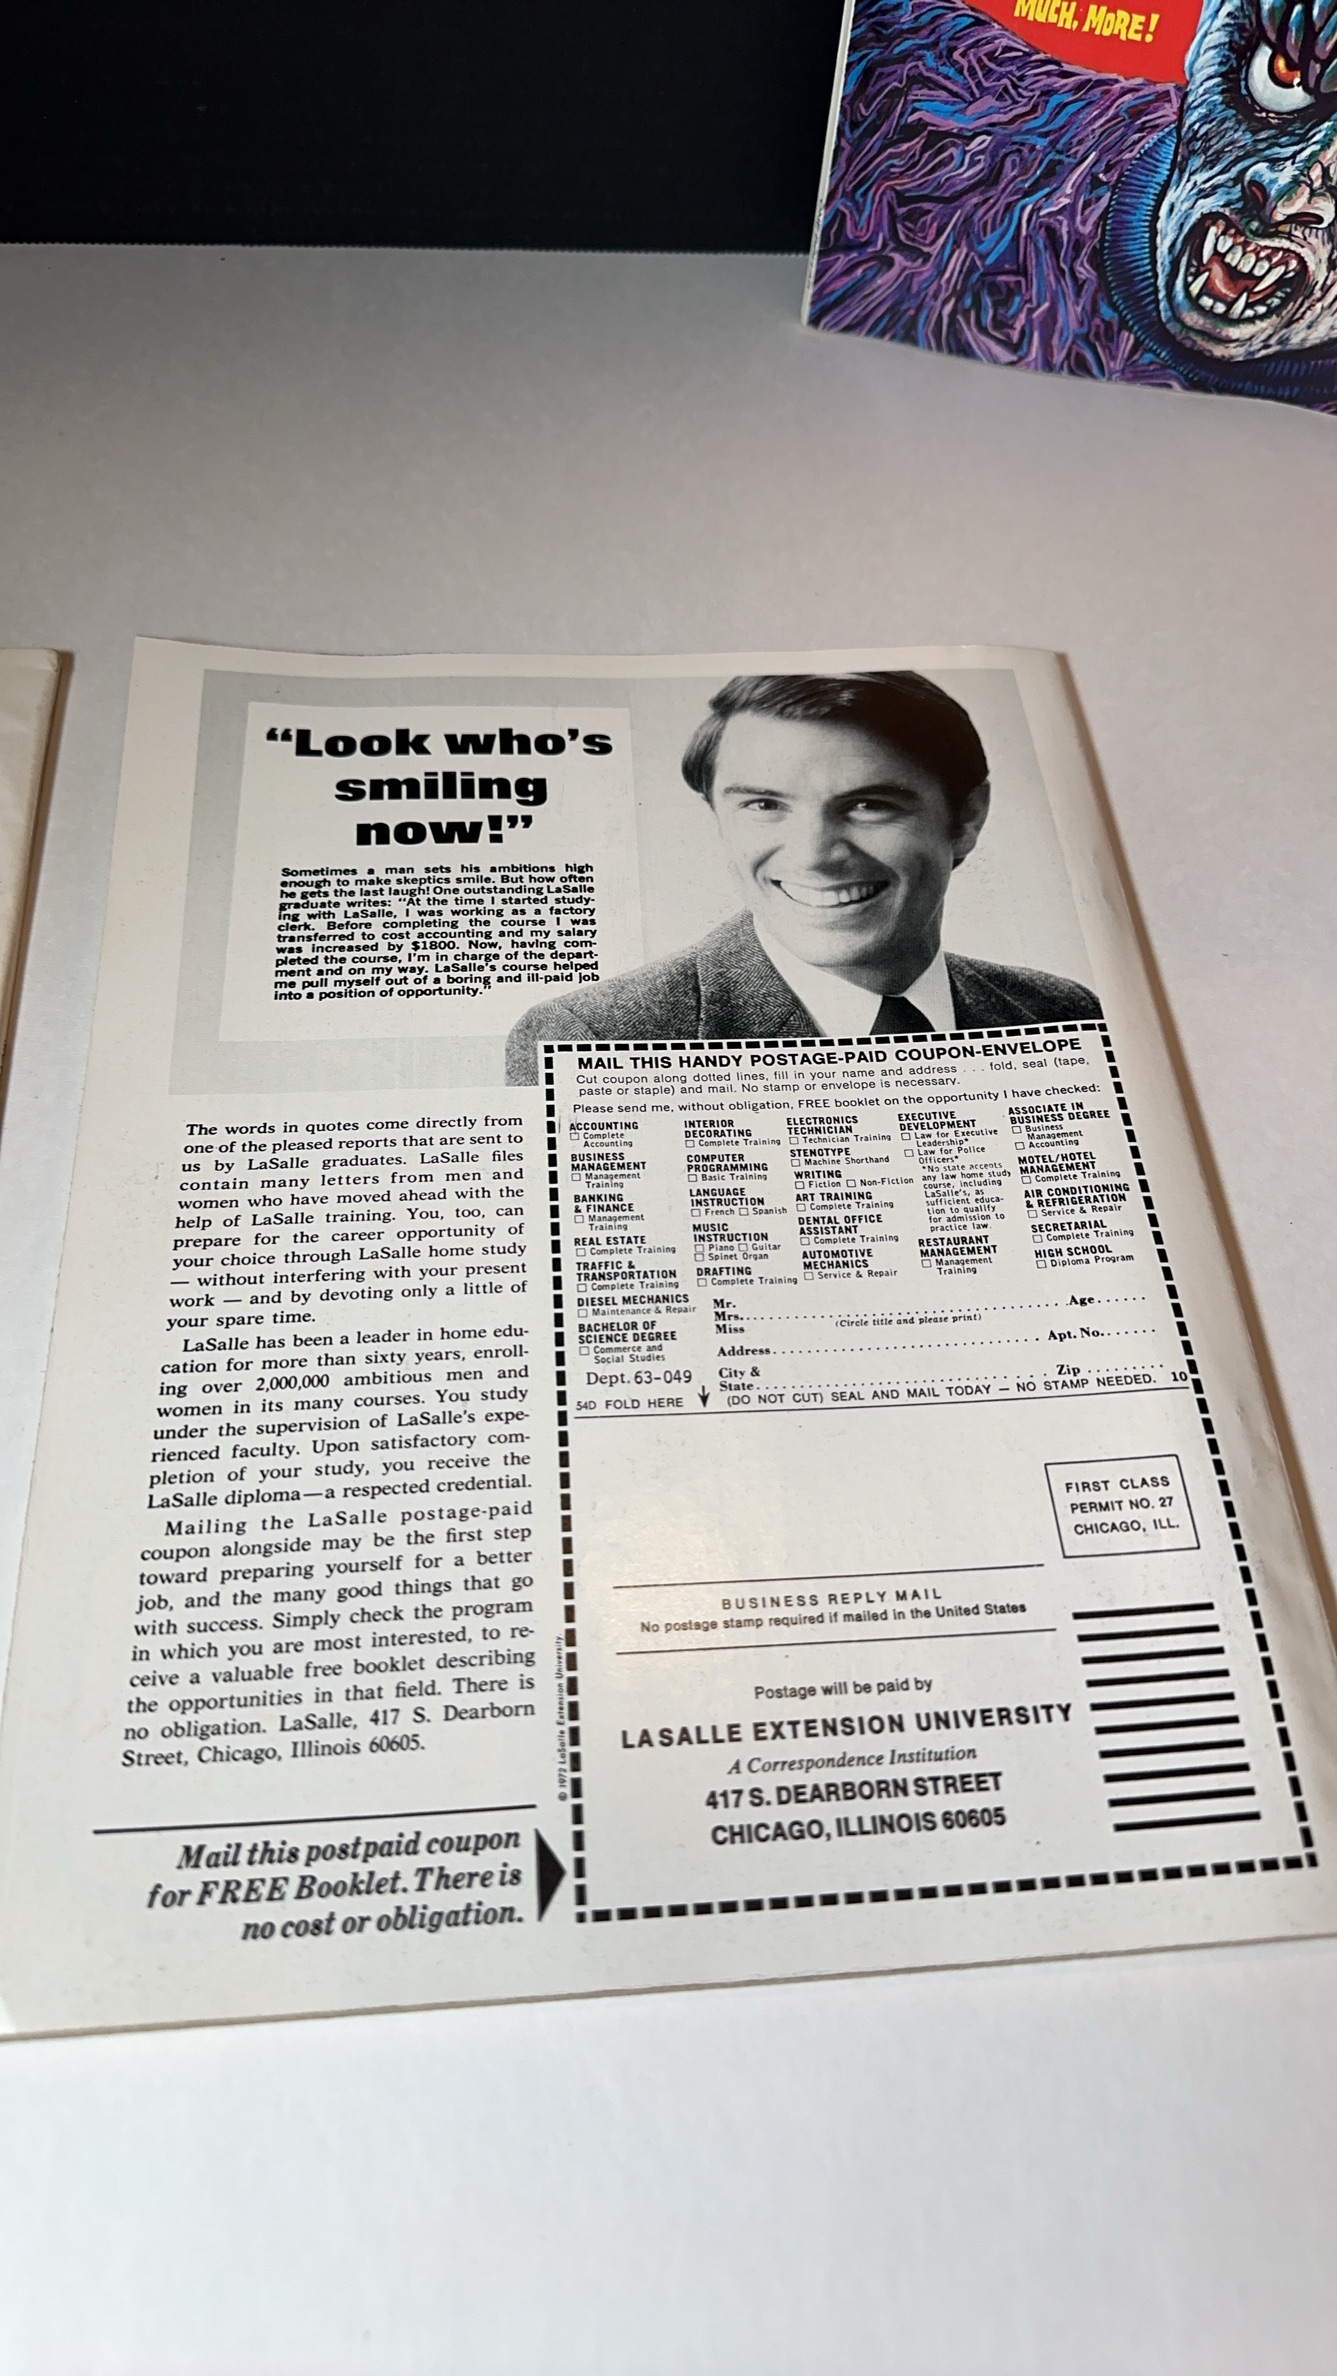 MUCH, MORE!
“Look who’s
smiling
now!”
Sometimes a man sets his ambitions high
enough to make skeptics smile. But how often
he gets the last laugh! One outstanding LaSalle
graduate writes: “At the time I started study-
ing with LaSalle, I was working as a factory
clerk. Before completing the course I was
transferred to cost accounting and my salary
was increased by $1800. Now, having com-
pleted the course, I’m in charge of the depart-
ment and on my way. LaSalle’s course helped
me pull myself out of a boring and ill-paid job
into a position of opportunity.”
The words in quotes come directly from
one of the pleased reports that are sent to
us by LaSalle graduates. LaSalle files
contain many letters from men and
women who have moved ahead with the
help of LaSalle training. You, too, can
prepare for the career opportunity of
your choice through LaSalle home study
— without interfering with your present
work — and by devoting only a little of
your spare time.
LaSalle has been a leader in home edu-
cation for more than sixty years, enroll-
ing over 2,000,000 ambitious men and
women in its many courses. You study
under the supervision of LaSalle’s expe-
rienced faculty. Upon satisfactory com-
pletion of your study, you receive the
LaSalle diploma—a respected credential.
Mailing the LaSalle postage-paid
coupon alongside may be the first step
toward preparing yourself for a better
job, and the many good things that go
with success. Simply check the program
in which you are most interested, to re-
ceive a valuable free booklet describing
the opportunities in that field. There is
no obligation. LaSalle, 417 S. Dearborn
Street, Chicago, Illinois 60605.
Mail this postpaid coupon
for FREE Booklet. There is
no cost or obligation.
© 1972 LaSalle Extension University.
MAIL THIS HANDY POSTAGE-PAID COUPON-ENVELOPE
Cut coupon along dotted lines, fill in your name and address . . . fold, seal (tape,
paste or staple) and mail. No stamp or envelope is necessary.
Please send me, without obligation, FREE booklet on the opportunity I have checked:
ACCOUNTING
Complete
Accounting
BUSINESS
MANAGEMENT
Management
Training
BANKING
& FINANCE
Management
Training
REAL ESTATE
Complete Training
TRAFFIC &
TRANSPORTATION
Complete Training
DIESEL MECHANICS
Maintenance & Repair
BACHELOR OF
SCIENCE DEGREE
Commerce and
Social Studies
INTERIOR
DECORATING
Complete Training
COMPUTER
PROGRAMMING
Basic Training
LANGUAGE
INSTRUCTION
French Spanish
MUSIC
INSTRUCTION
Piano Guitar
Spinet Organ
DRAFTING
Complete Training
ELECTRONICS
TECHNICIAN
Technician Training
STENOTYPE
Machine Shorthand
WRITING
Fiction Non-Fiction
ART TRAINING
Complete Training
DENTAL OFFICE
ASSISTANT
Complete Training
AUTOMOTIVE
MECHANICS
Service & Repair
EXECUTIVE
DEVELOPMENT
Law for Executive
Leadership*
Law for Police
Officers*
*No state accepts
any law home study
course, including
LaSalle's, as
sufficient educa-
tion to qualify
for admission to
practice law.
RESTAURANT
MANAGEMENT
Management
Training
ASSOCIATE IN
BUSINESS DEGREE
Business
Management
Accounting
MOTEL/HOTEL
MANAGEMENT
Complete Training
AIR CONDITIONING
& REFRIGERATION
Service & Repair
SECRETARIAL
Complete Training
HIGH SCHOOL
Diploma Program
Mr.
Mrs. Age
Miss (Circle title and please print)
Address Apt. No.
City &
State Zip
Dept. 63-049
54D FOLD HERE (DO NOT CUT) SEAL AND MAIL TODAY — NO STAMP NEEDED. 10
FIRST CLASS
PERMIT NO. 27
CHICAGO, ILL.
BUSINESS REPLY MAIL
No postage stamp required if mailed in the United States
Postage will be paid by
LASALLE EXTENSION UNIVERSITY
A Correspondence Institution
417 S. DEARBORN STREET
CHICAGO, ILLINOIS 60605